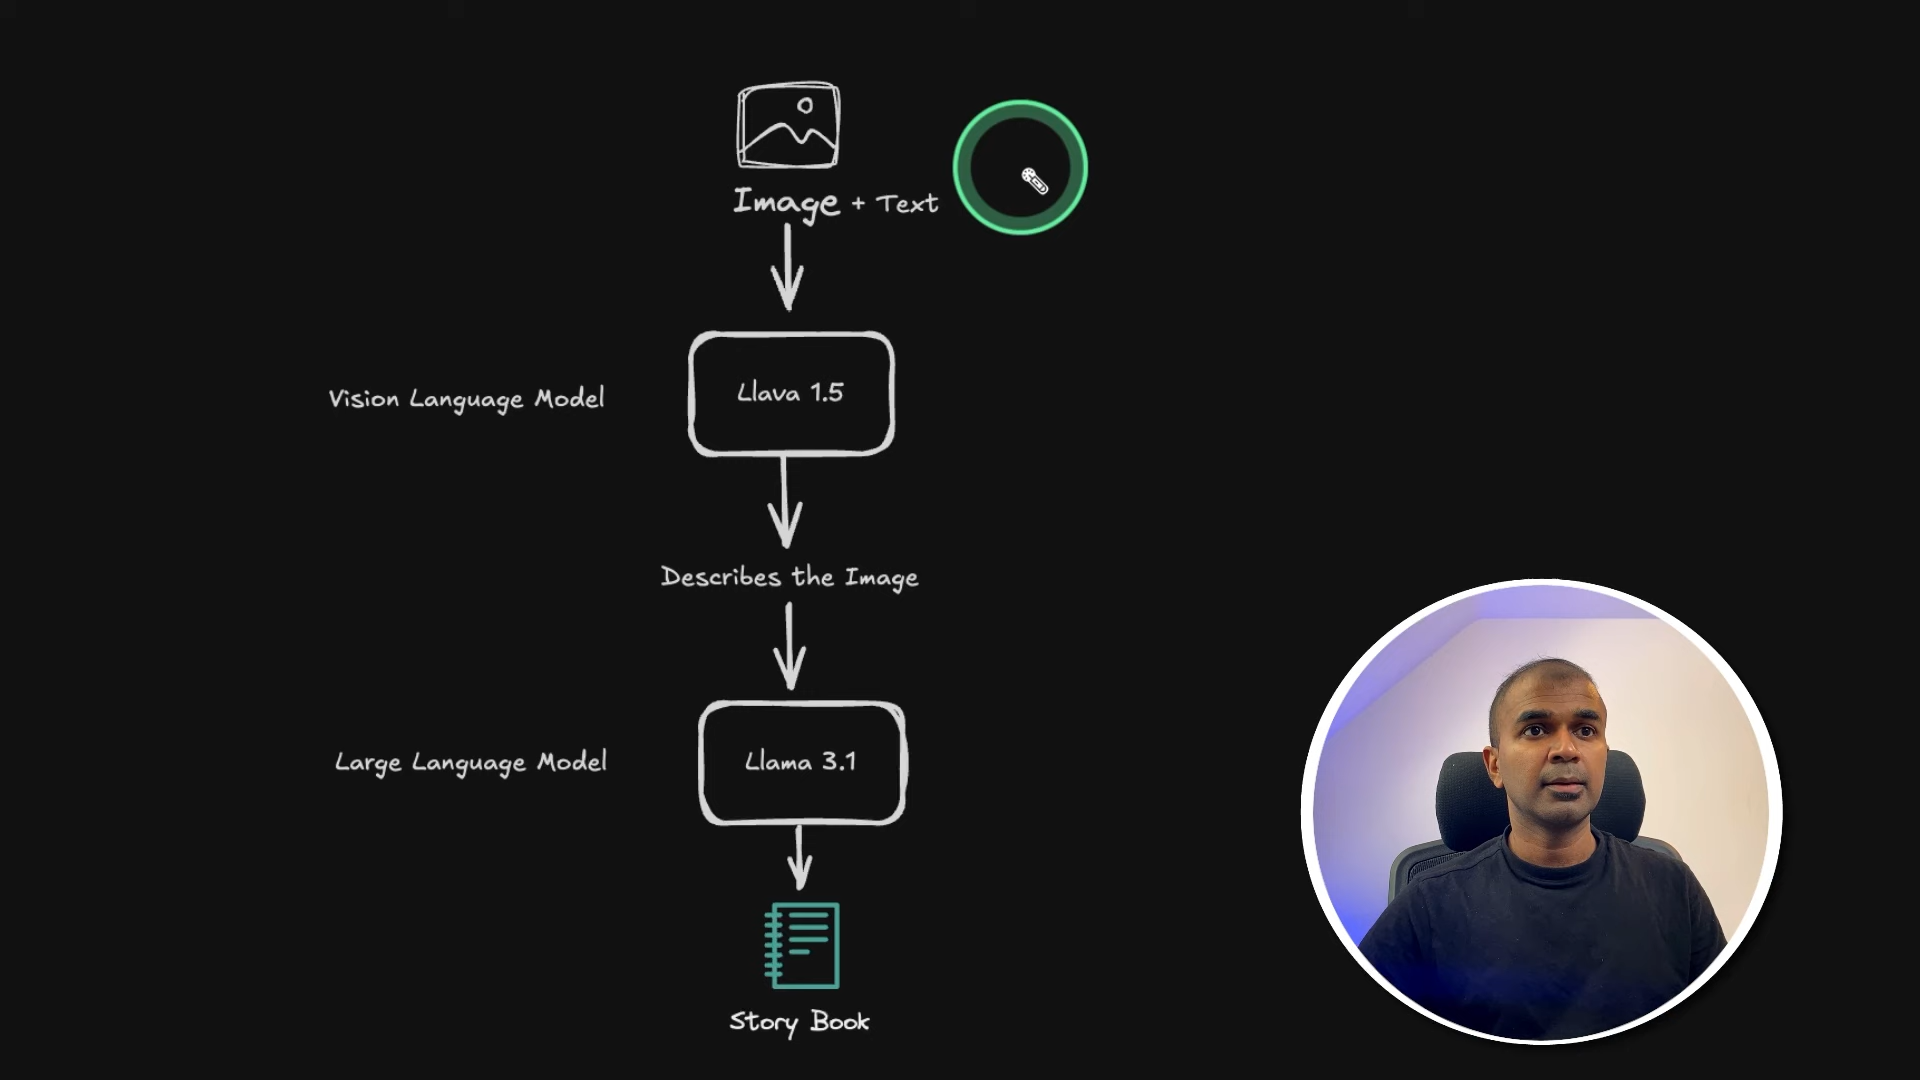 Image + Text
Llava 1.5
Vision Language Model
Describes the Image
Llama 3.1
Large Language Model
Story Book